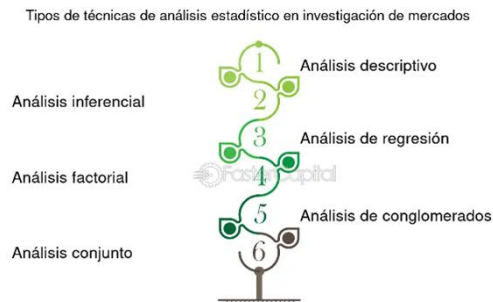 Tipos de técnicas de análisis estadístico en investigación de mercados
1
Análisis descriptivo
2
Análisis inferencial
3
Análisis de regresión
FasterCapital
4
Análisis factorial
5
Análisis de conglomerados
6
Análisis conjunto